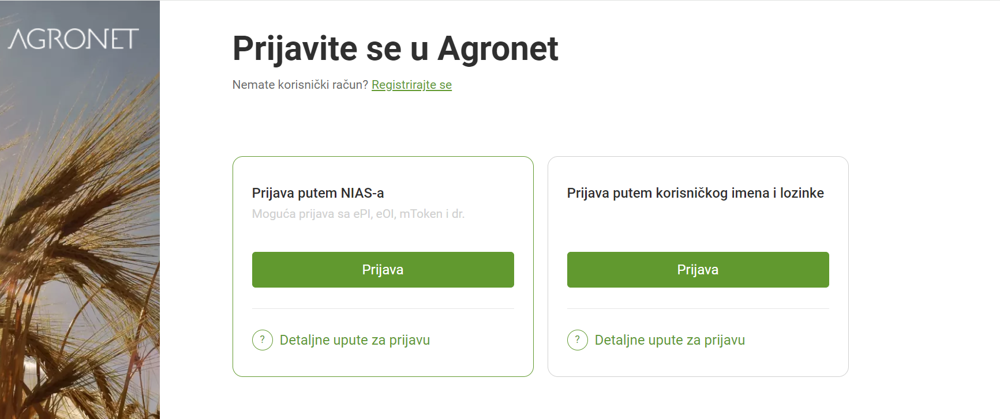 AGRONET
Prijavite se u Agronet
Nemate korisnički račun? Registrirajte se
Prijava putem NIAS-a
Moguća prijava sa ePI, eOI, mToken i dr.
Prijava
? Detaljne upute za prijavu
Prijava putem korisničkog imena i lozinke
Prijava
? Detaljne upute za prijavu